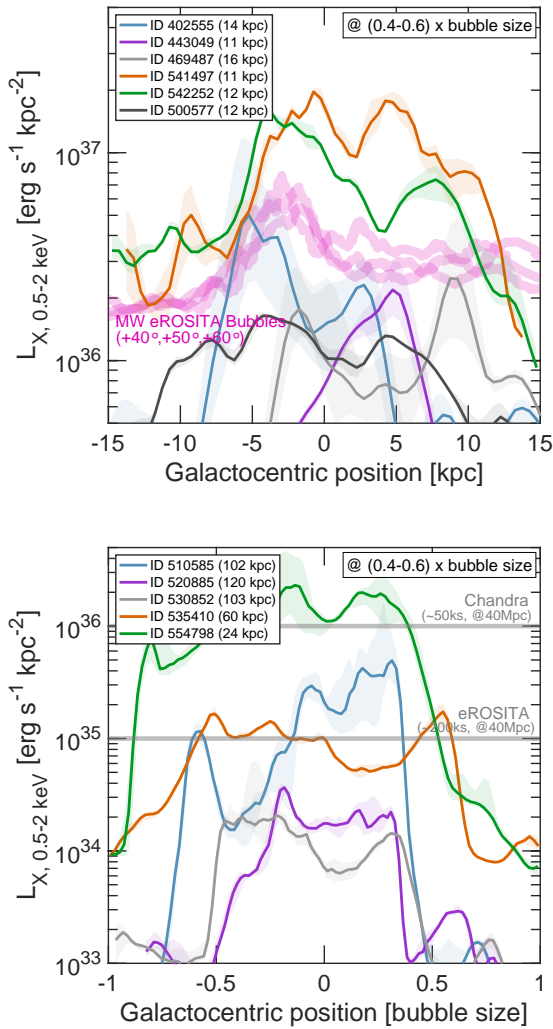 ID 402555 (14 kpc)
ID 443049 (11 kpc)
ID 469487 (16 kpc)
ID 541497 (11 kpc)
ID 542252 (12 kpc)
ID 500577 (12 kpc)
@ (0.4-0.6) x bubble size
10^37
10^36
L_X, 0.5-2 keV [erg s^-1 kpc^-2]
MW eROSITA Bubbles
(+40°,+50°,+60°)
-15 -10 -5 0 5 10 15
Galactocentric position [kpc]
ID 510585 (102 kpc)
ID 520885 (120 kpc)
ID 530852 (103 kpc)
ID 535410 (60 kpc)
ID 554798 (24 kpc)
@ (0.4-0.6) x bubble size
Chandra
(~50ks, @40Mpc)
eROSITA
(~200ks, @40Mpc)
10^36
10^35
10^34
10^33
L_X, 0.5-2 keV [erg s^-1 kpc^-2]
-1 -0.5 0 0.5 1
Galactocentric position [bubble size]